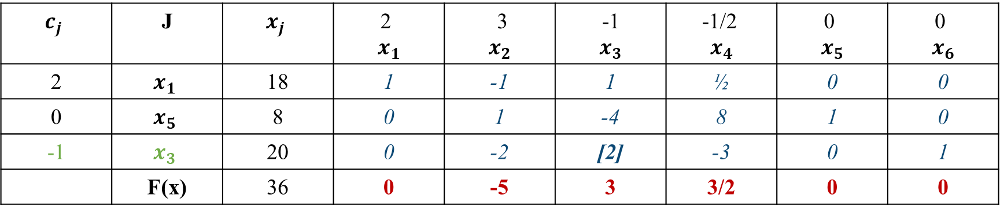 c_j J x_j 2 3 -1 -1/2 0 0
x_1 x_2 x_3 x_4 x_5 x_6
2 x_1 18 1 -1 1 ½ 0 0
0 x_5 8 0 1 -4 8 1 0
-1 x_3 20 0 -2 [2] -3 0 1
F(x) 36 0 -5 3 3/2 0 0